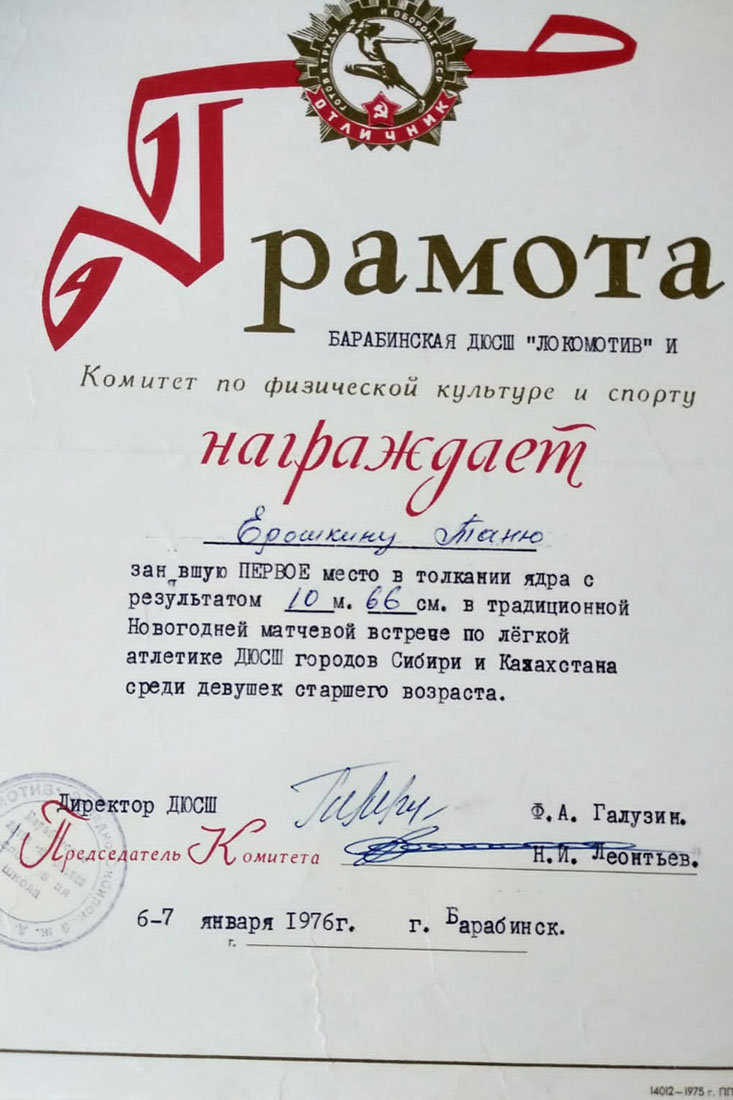 ГОТОВ К ТРУДУ И ОБОРОНЕ СССР
ОТЛИЧНИК
Грамота
БАРАБИНСКАЯ ДЮСШ "ЛОКОМОТИВ" И
Комитет по физической культуре и спорту
награждает
Ерошкину Таню
занявшую ПЕРВОЕ место в толкании ядра с
результатом 10 м. 66 см. в традиционной
Новогодней матчевой встрече по лёгкой
атлетике ДЮСШ городов Сибири и Казахстана
среди девушек старшего возраста.
Директор ДЮСШ Ф.А. Галузин.
Председатель Комитета Н.И. Леонтьев.
6-7 января 1976г. г. Барабинск.
г.
14012—1975 г. ПП